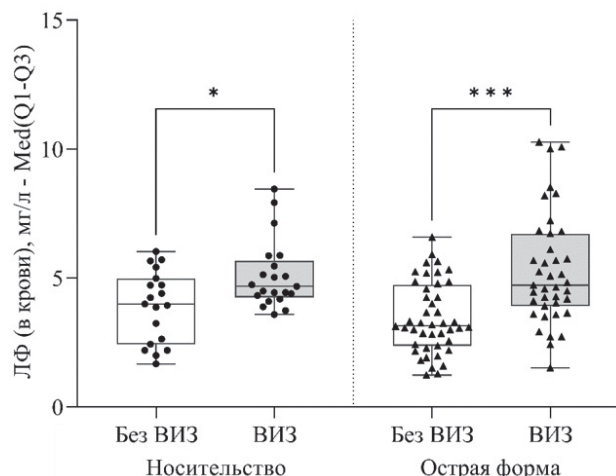 ЛФ (в крови), мг/л - Med(Q1-Q3)
15
10
5
0
*
***
Без ВИЗ
ВИЗ
Без ВИЗ
ВИЗ
Носительство
Острая форма